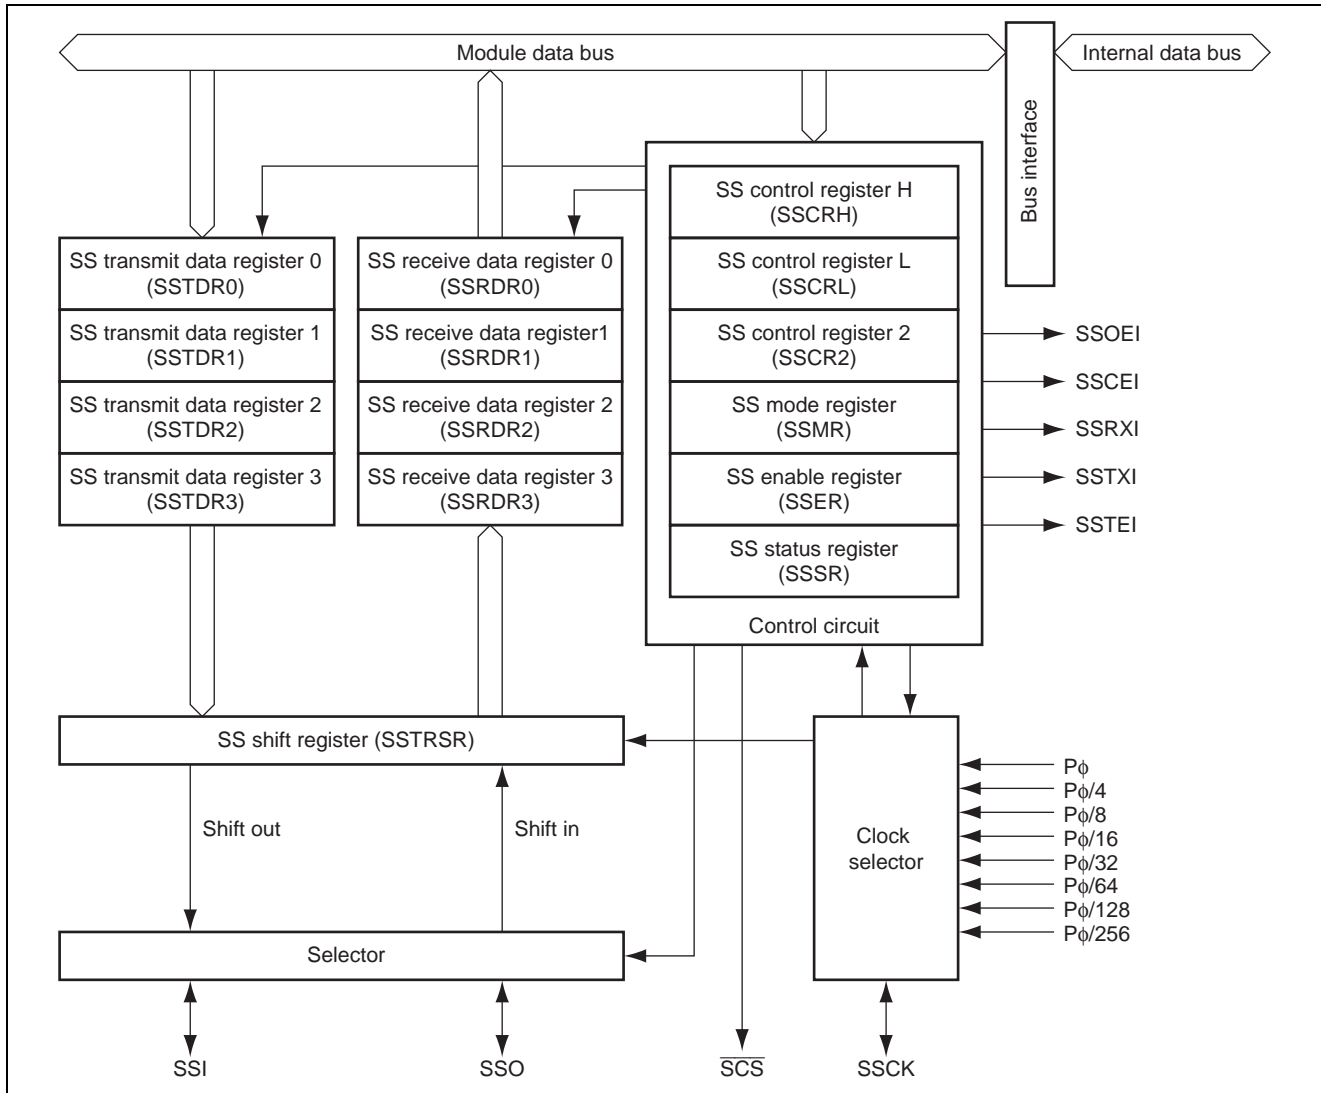 Module data bus
Internal data bus
Bus interface
SS control register H
(SSCRH)
SS control register L
(SSCRL)
SS control register 2
(SSCR2)
SS mode register
(SSMR)
SS enable register
(SSER)
SS status register
(SSSR)
Control circuit
SS transmit data register 0
(SSTDR0)
SS transmit data register 1
(SSTDR1)
SS transmit data register 2
(SSTDR2)
SS transmit data register 3
(SSTDR3)
SS receive data register 0
(SSRDR0)
SS receive data register1
(SSRDR1)
SS receive data register 2
(SSRDR2)
SS receive data register 3
(SSRDR3)
SSOEI
SSCEI
SSRXI
SSTXI
SSTEI
SS shift register (SSTRSR)
Shift out
Shift in
Clock
selector
Pϕ
Pϕ/4
Pϕ/8
Pϕ/16
Pϕ/32
Pϕ/64
Pϕ/128
Pϕ/256
Selector
SSI
SSO
S̅C̅S̅
SSCK